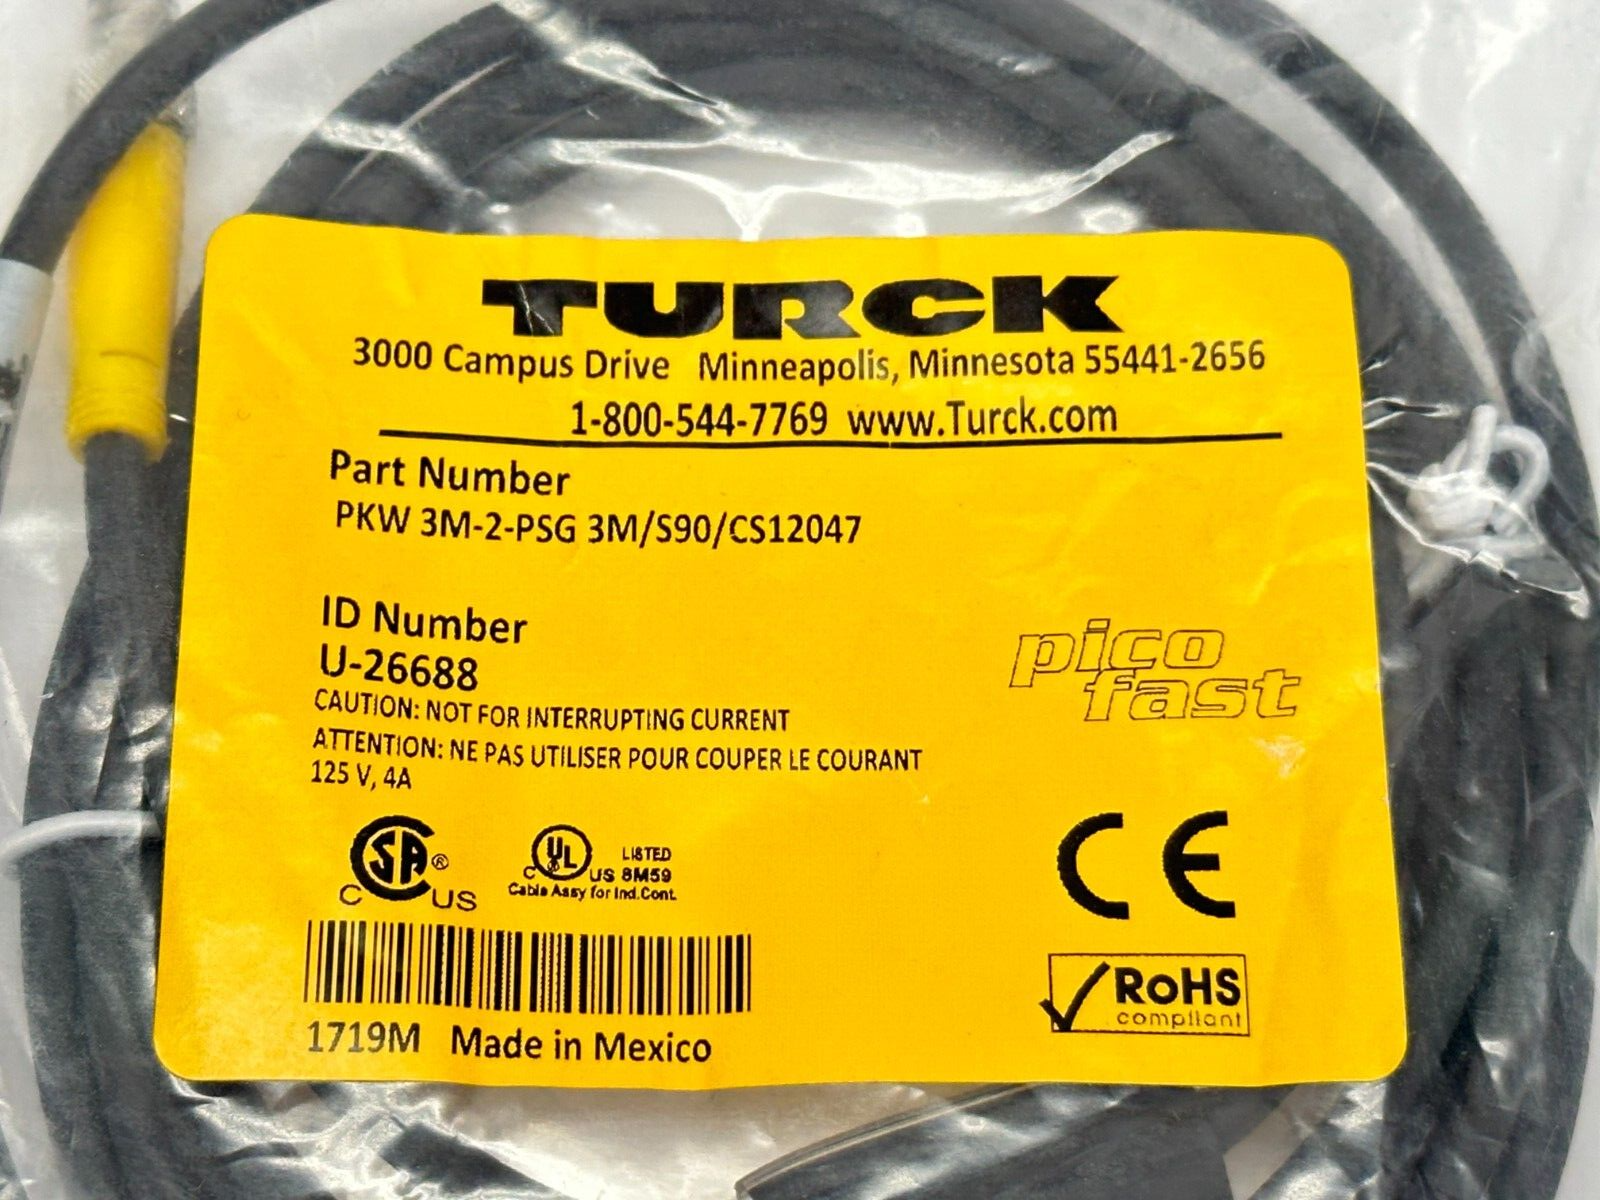 TURCK
3000 Campus Drive Minneapolis, Minnesota 55441-2656
1-800-544-7769 www.Turck.com
Part Number
PKW 3M-2-PSG 3M/S90/CS12047
ID Number
U-26688
pico
fast
CAUTION: NOT FOR INTERRUPTING CURRENT
ATTENTION: NE PAS UTILISER POUR COUPER LE COURANT
125 V, 4A
C SA ® US
C UL US LISTED 8M59
Cable Assy for Ind.Cont.
CE
RoHS
compliant
1719M Made in Mexico